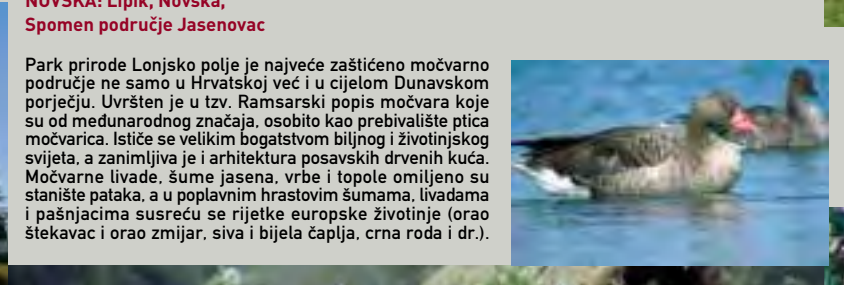 NOVSKA: Lipik, Novska,
Spomen područje Jasenovac
Park prirode Lonjsko polje je najveće zaštićeno močvarno
područje ne samo u Hrvatskoj već i u cijelom Dunavskom
porječju. Uvršten je u tzv. Ramsarski popis močvara koje
su od međunarodnog značaja, osobito kao prebivalište ptica
močvarica. Ističe se velikim bogatstvom biljnog i životinjskog
svijeta, a zanimljiva je i arhitektura posavskih drvenih kuća.
Močvarne livade, šume jasena, vrbe i topole omiljeno su
stanište pataka, a u poplavnim hrastovim šumama, livadama
i pašnjacima susreću se rijetke europske životinje (orao
štekavac i orao zmijar, siva i bijela čaplja, crna roda i dr.).